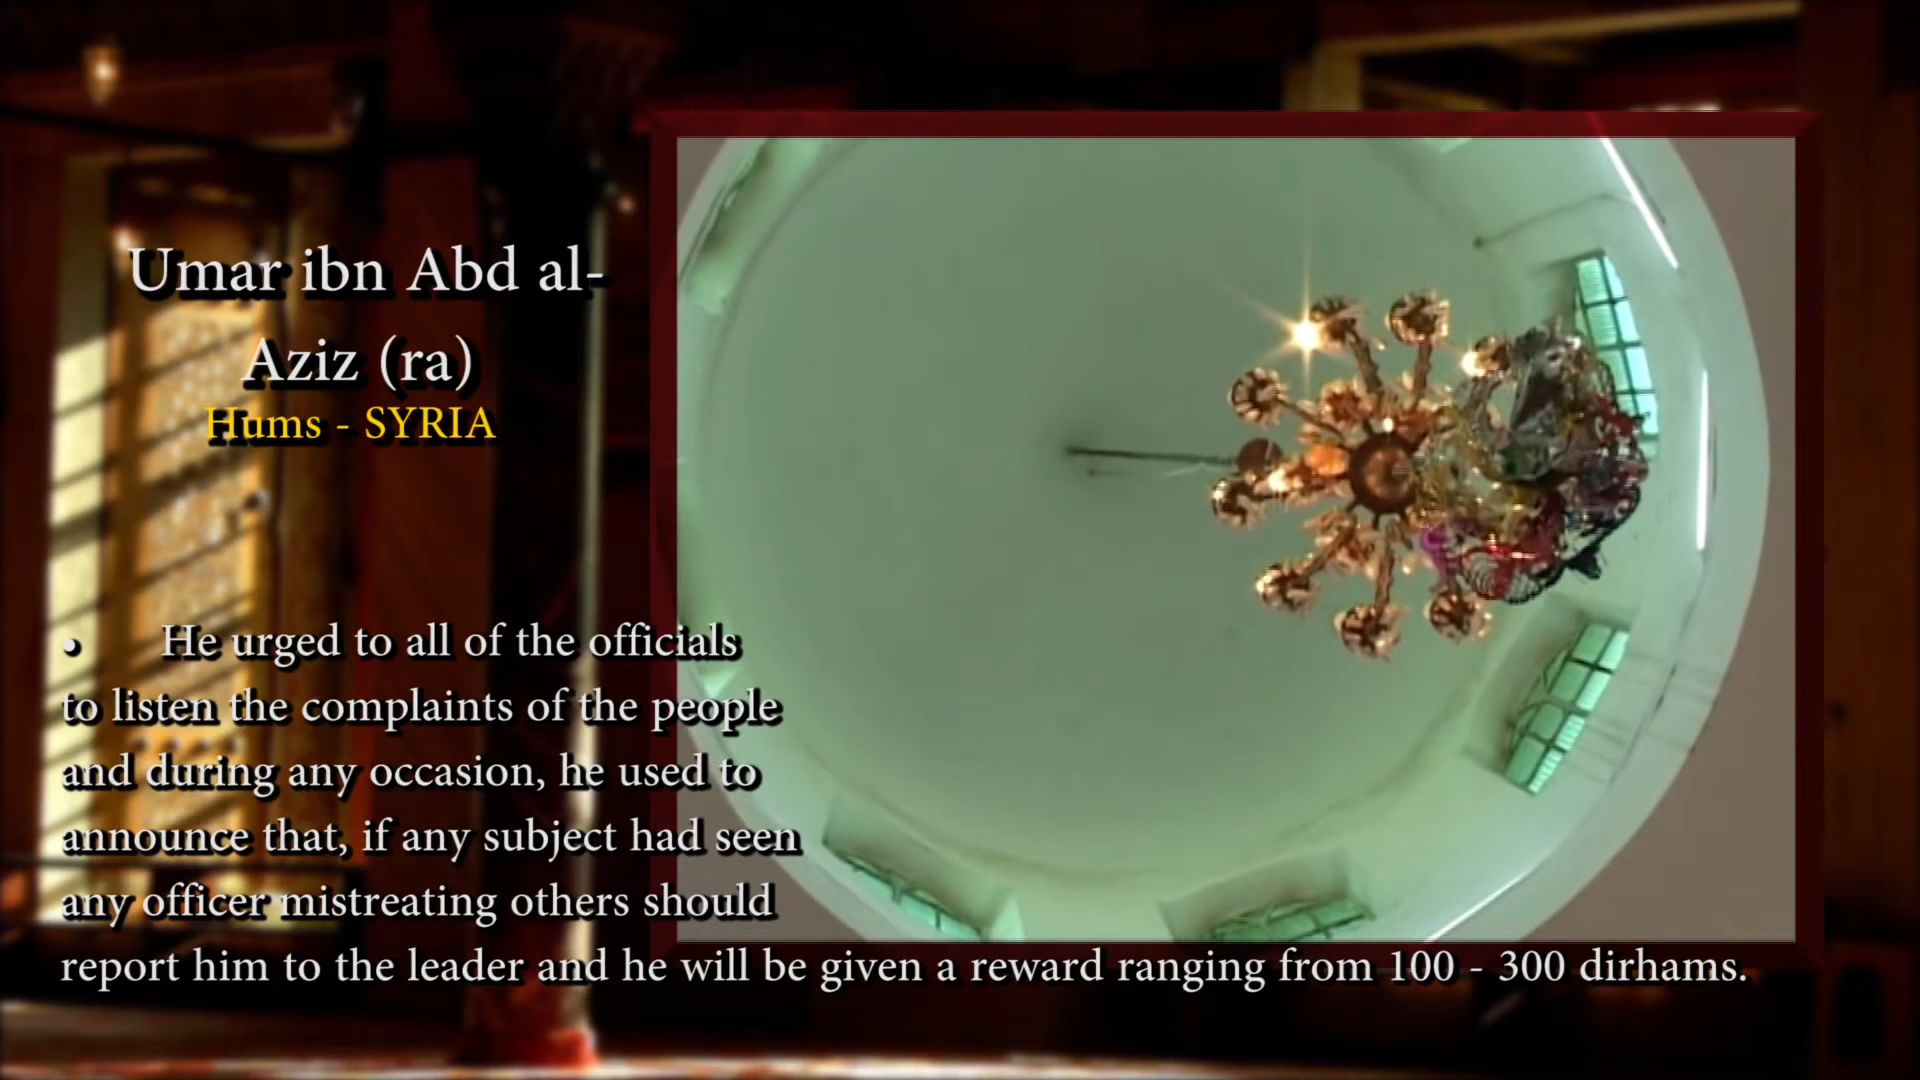 Umar ibn Abd al-
Aziz (ra)
Hums - SYRIA
• He urged to all of the officials
to listen the complaints of the people
and during any occasion, he used to
announce that, if any subject had seen
any officer mistreating others should
report him to the leader and he will be given a reward ranging from 100 - 300 dirhams.